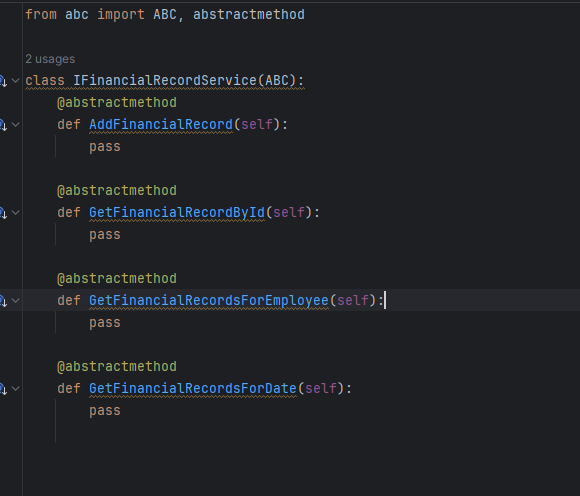 from abc import ABC, abstractmethod
2 usages
class IFinancialRecordService(ABC):
    @abstractmethod
    def AddFinancialRecord(self):
        pass
    @abstractmethod
    def GetFinancialRecordById(self):
        pass
    @abstractmethod
    def GetFinancialRecordsForEmployee(self):
        pass
    @abstractmethod
    def GetFinancialRecordsForDate(self):
        pass